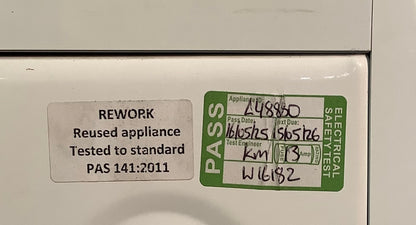 REWORK
Reused appliance
Tested to standard
PAS 141:2011
PASS
Appliance ID
Pass Date: Test Due:
16/05/25 15/05/26
Test Engineer
KM 13
W16182
ELECTRICAL
SAFETY TEST